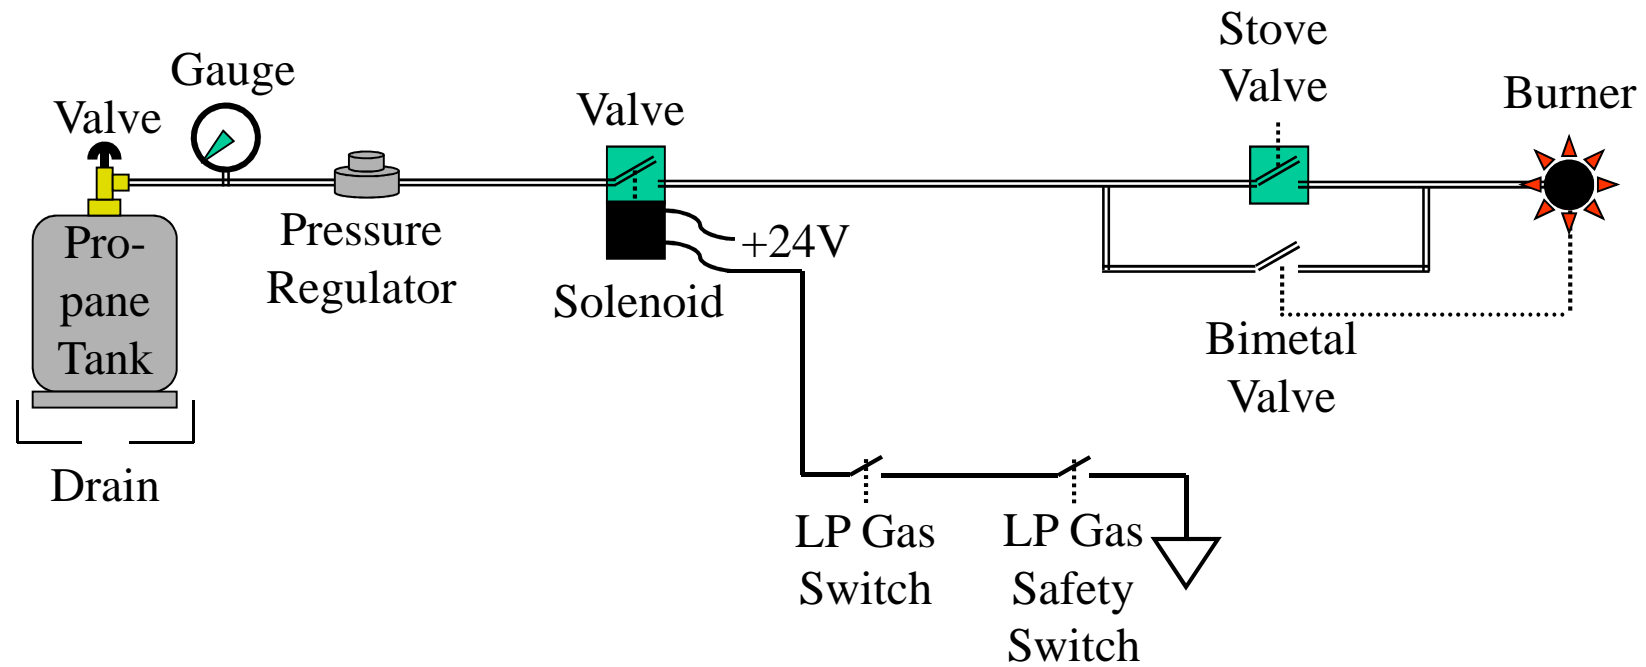 Gauge
Valve
Pro-
pane
Tank
Drain
Pressure
Regulator
Valve
+24V
Solenoid
LP Gas
Switch
LP Gas
Safety
Switch
Stove
Valve
Burner
Bimetal
Valve